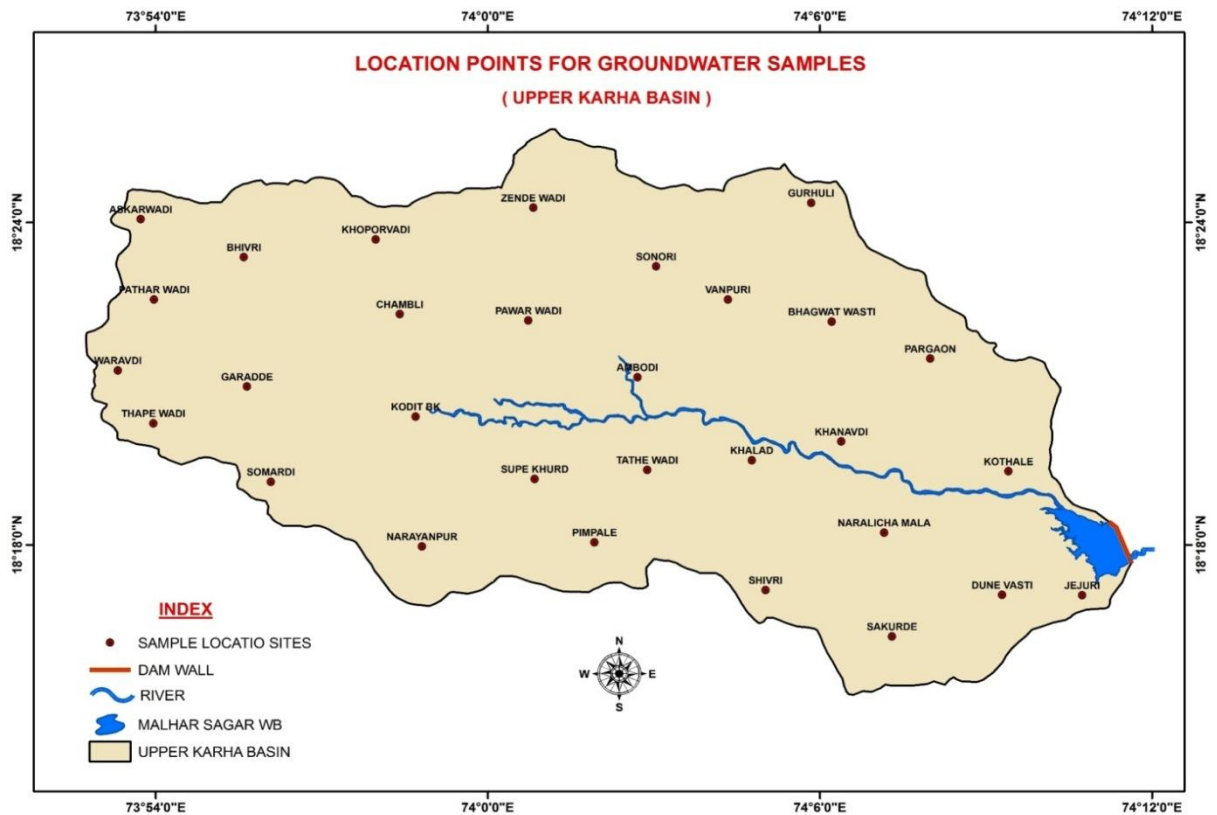 73°54'0"E
74°0'0"E
74°6'0"E
74°12'0"E
LOCATION POINTS FOR GROUNDWATER SAMPLES
( UPPER KARHA BASIN )
18°24'0"N
18°24'0"N
ASKARWADI
ZENDE WADI
GURHULI
KHOPORVADI
BHIVRI
SONORI
PATHAR WADI
VANPURI
CHAMBLI
PAWAR WADI
BHAGWAT WASTI
PARGAON
WARAVDI
GARADDE
AMBODI
THAPE WADI
KODIT BK
KHANAVDI
SOMARDI
SUPE KHURD
TATHE WADI
KHALAD
KOTHALE
NARAYANPUR
PIMPALE
NARALICHA MALA
18°18'0"N
18°18'0"N
SHIVRI
DUNE VASTI
JEJURI
SAKURDE
INDEX
SAMPLE LOCATIO SITES
DAM WALL
RIVER
MALHAR SAGAR WB
UPPER KARHA BASIN
N
W
E
S
73°54'0"E
74°0'0"E
74°6'0"E
74°12'0"E